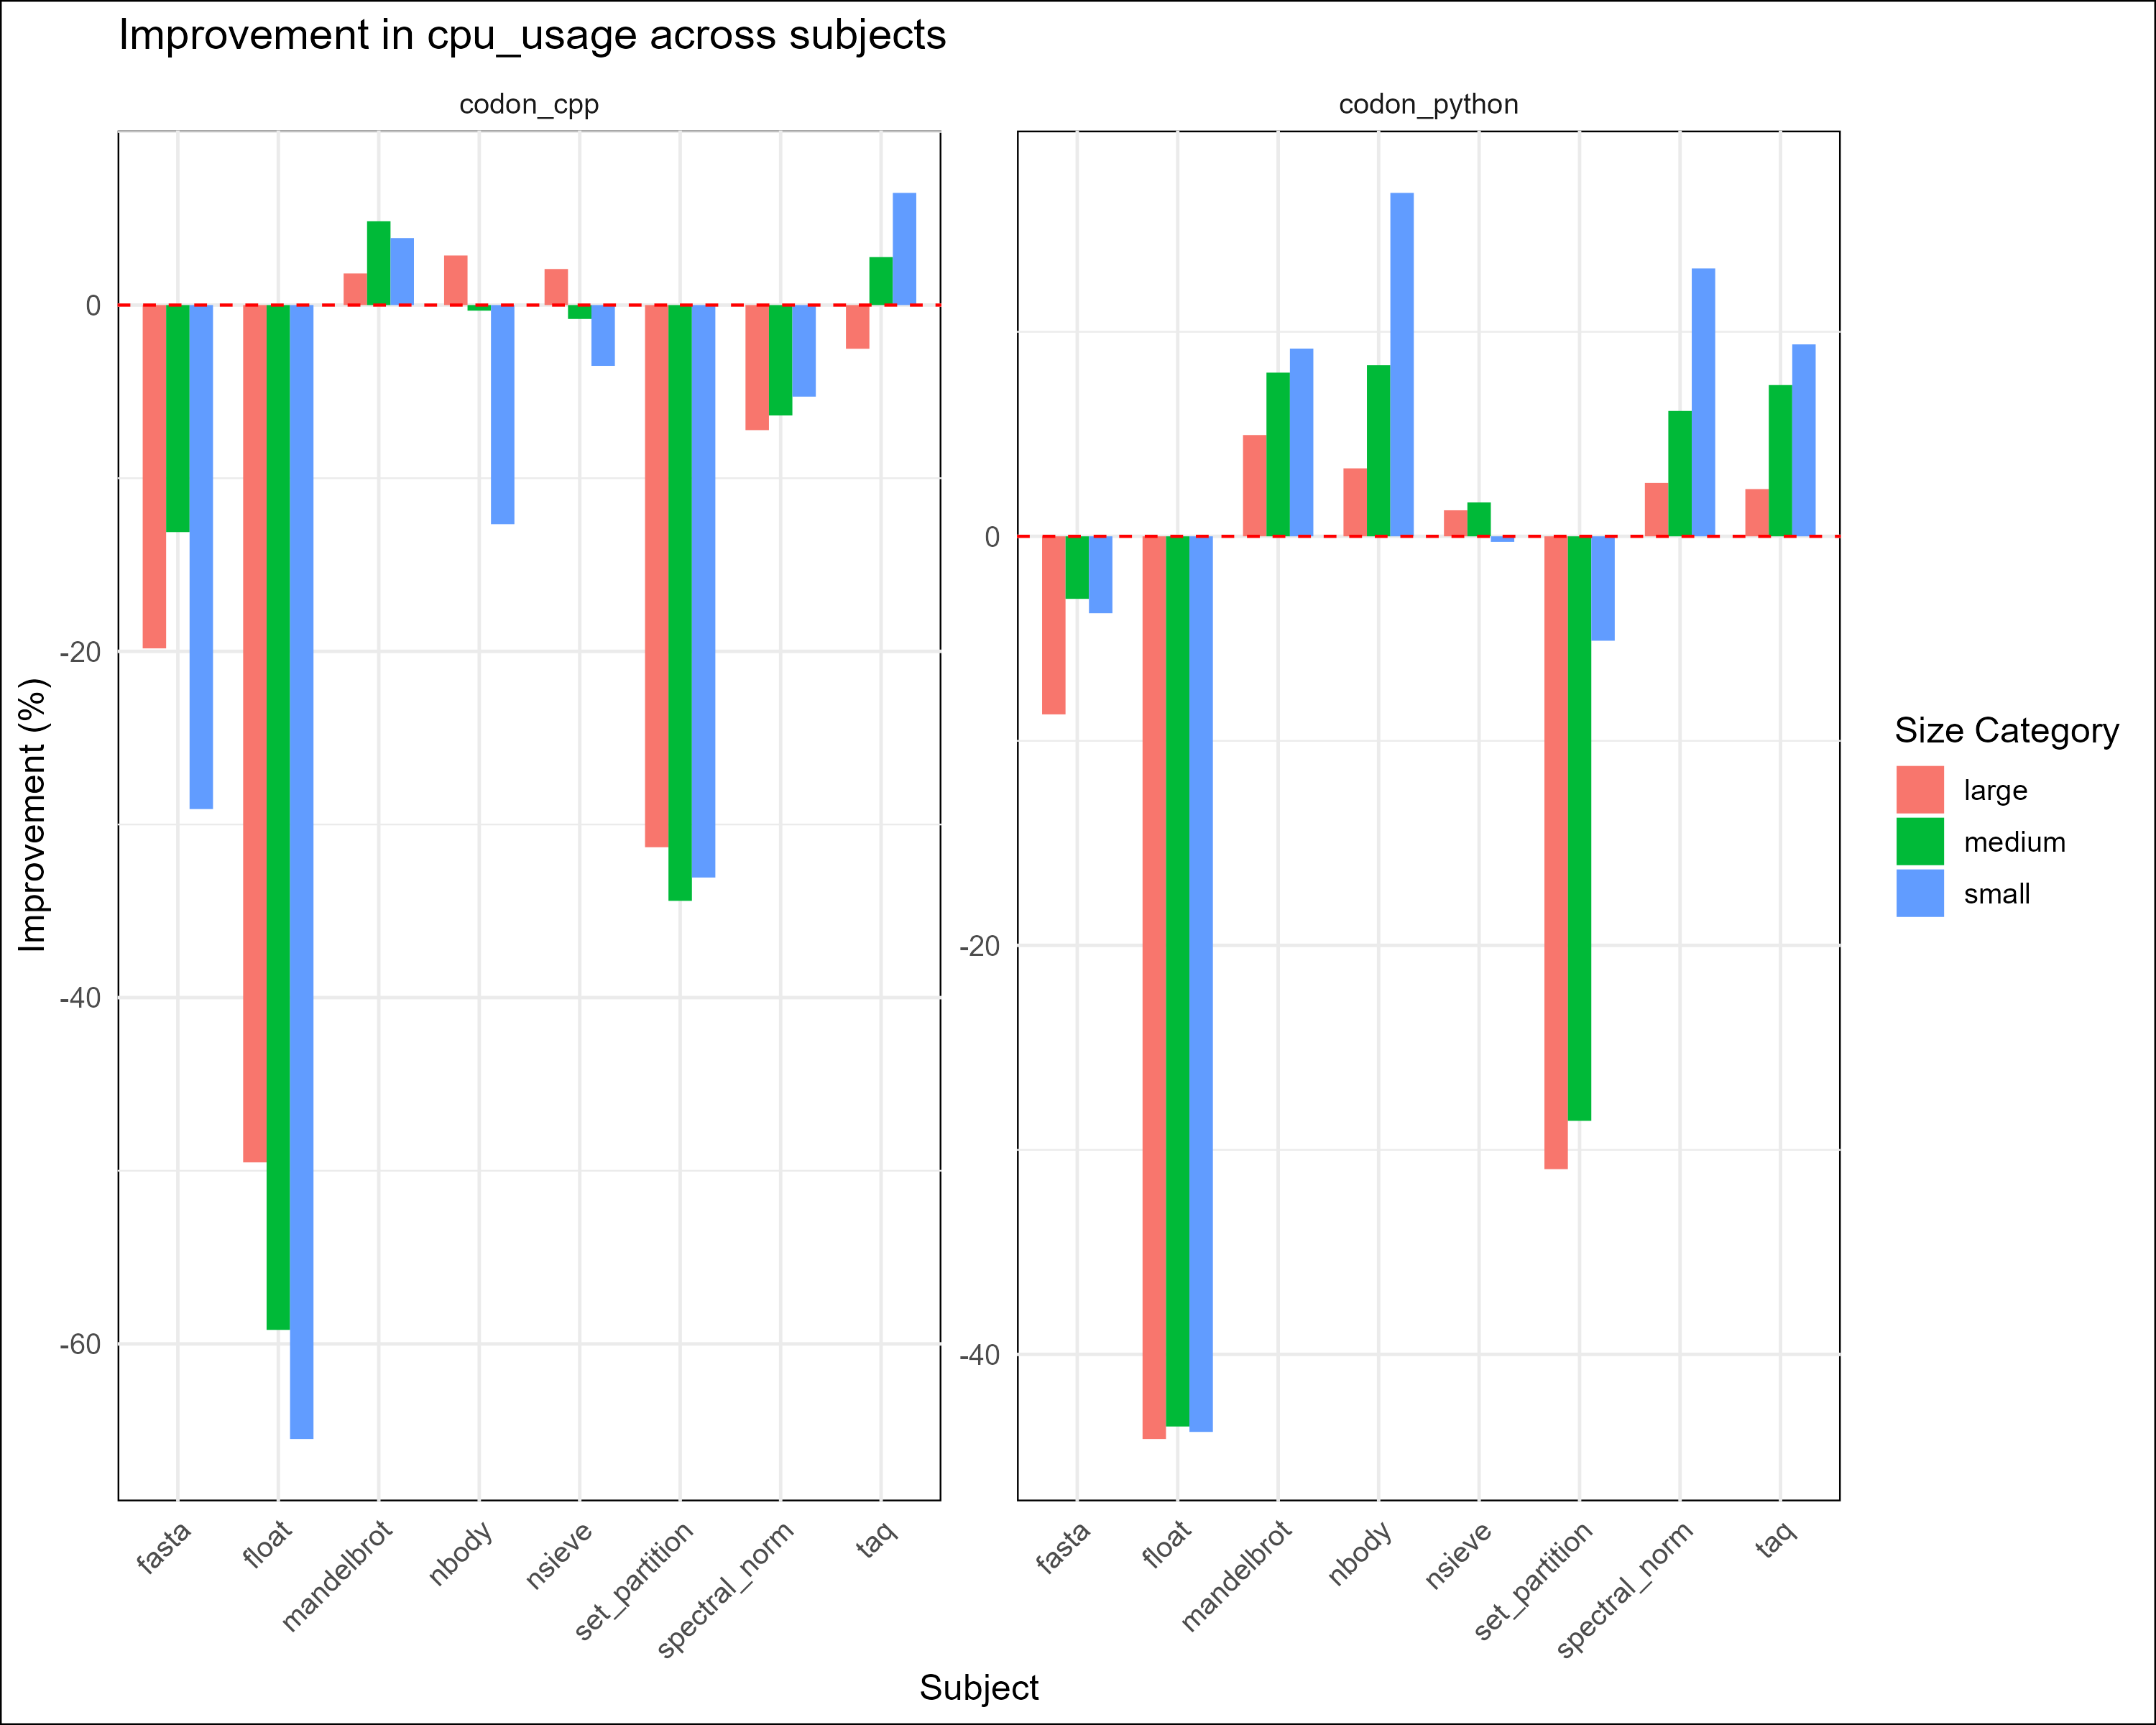 Improvement in cpu_usage across subjects
codon_cpp
codon_python
Improvement (%)
0
-20
-40
-60
0
-20
-40
fasta
float
mandelbrot
nbody
nsieve
set_partition
spectral_norm
taq
fasta
float
mandelbrot
nbody
nsieve
set_partition
spectral_norm
taq
Subject
Size Category
large
medium
small